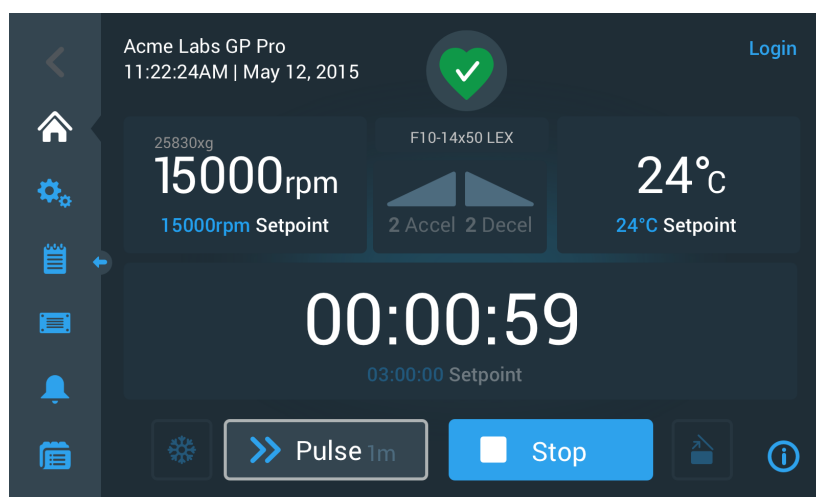 Acme Labs GP Pro
11:22:24AM | May 12, 2015
Login
25830xg
15000rpm
15000rpm Setpoint
F10-14x50 LEX
2 Accel 2 Decel
24°C
24°C Setpoint
00:00:59
03:00:00 Setpoint
Pulse 1m
Stop